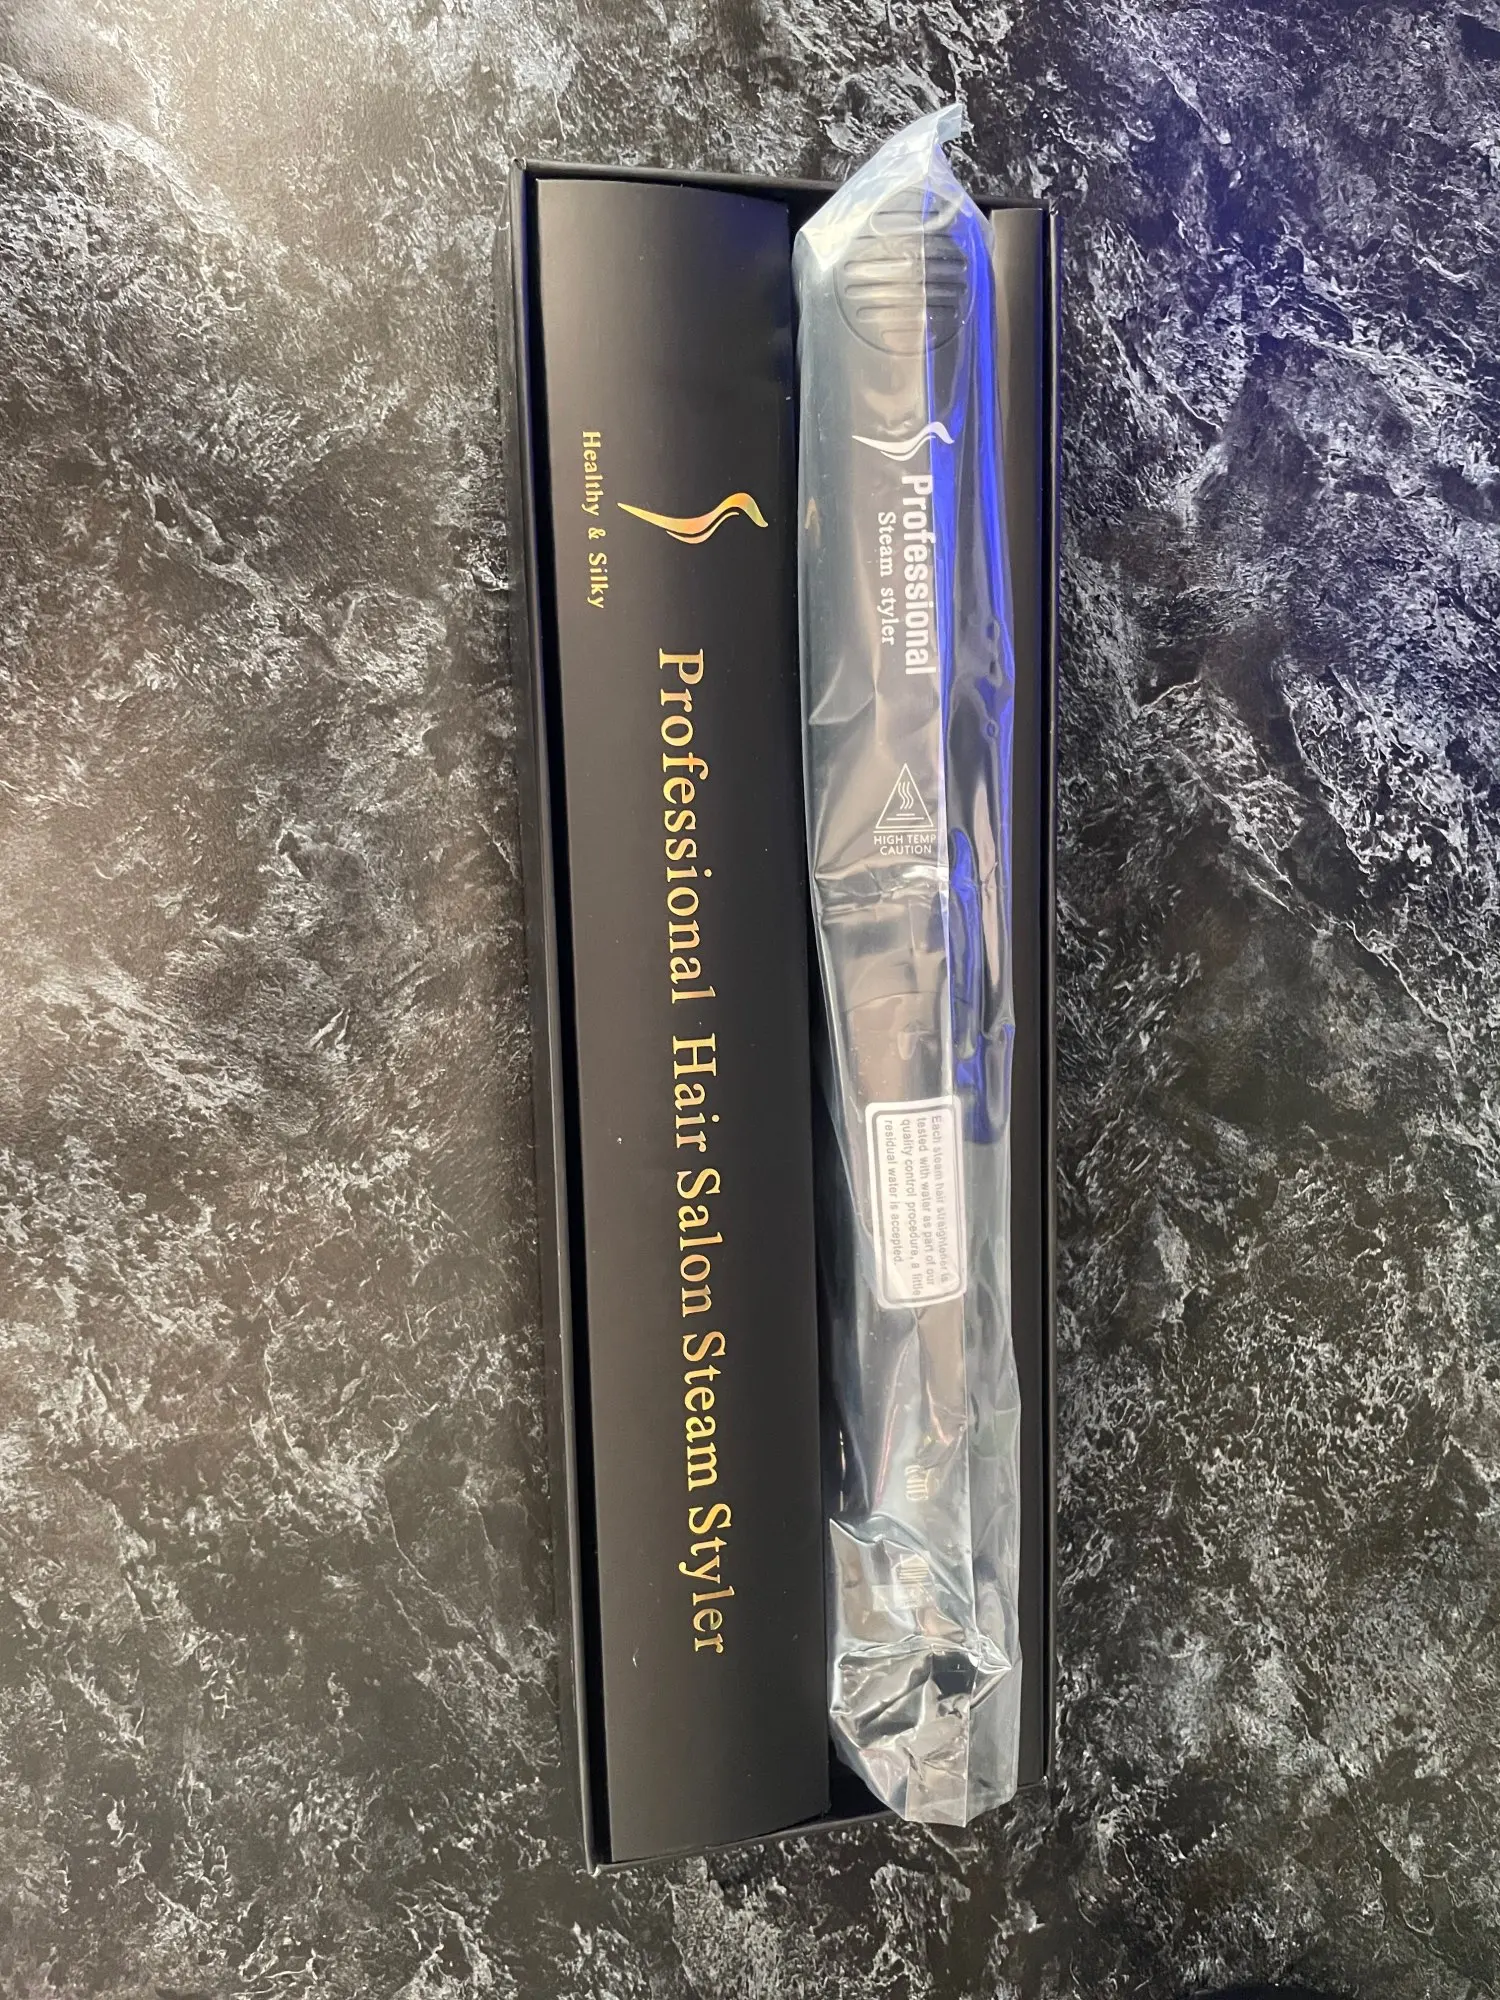 Healthy & Silky
Professional Hair Salon Steam Styler
Professional
Steam styler
HIGH TEMP
CAUTION
Each steam hair straightener is
tested with water as part of our
quality control procedure, a little
residual water is accepted.